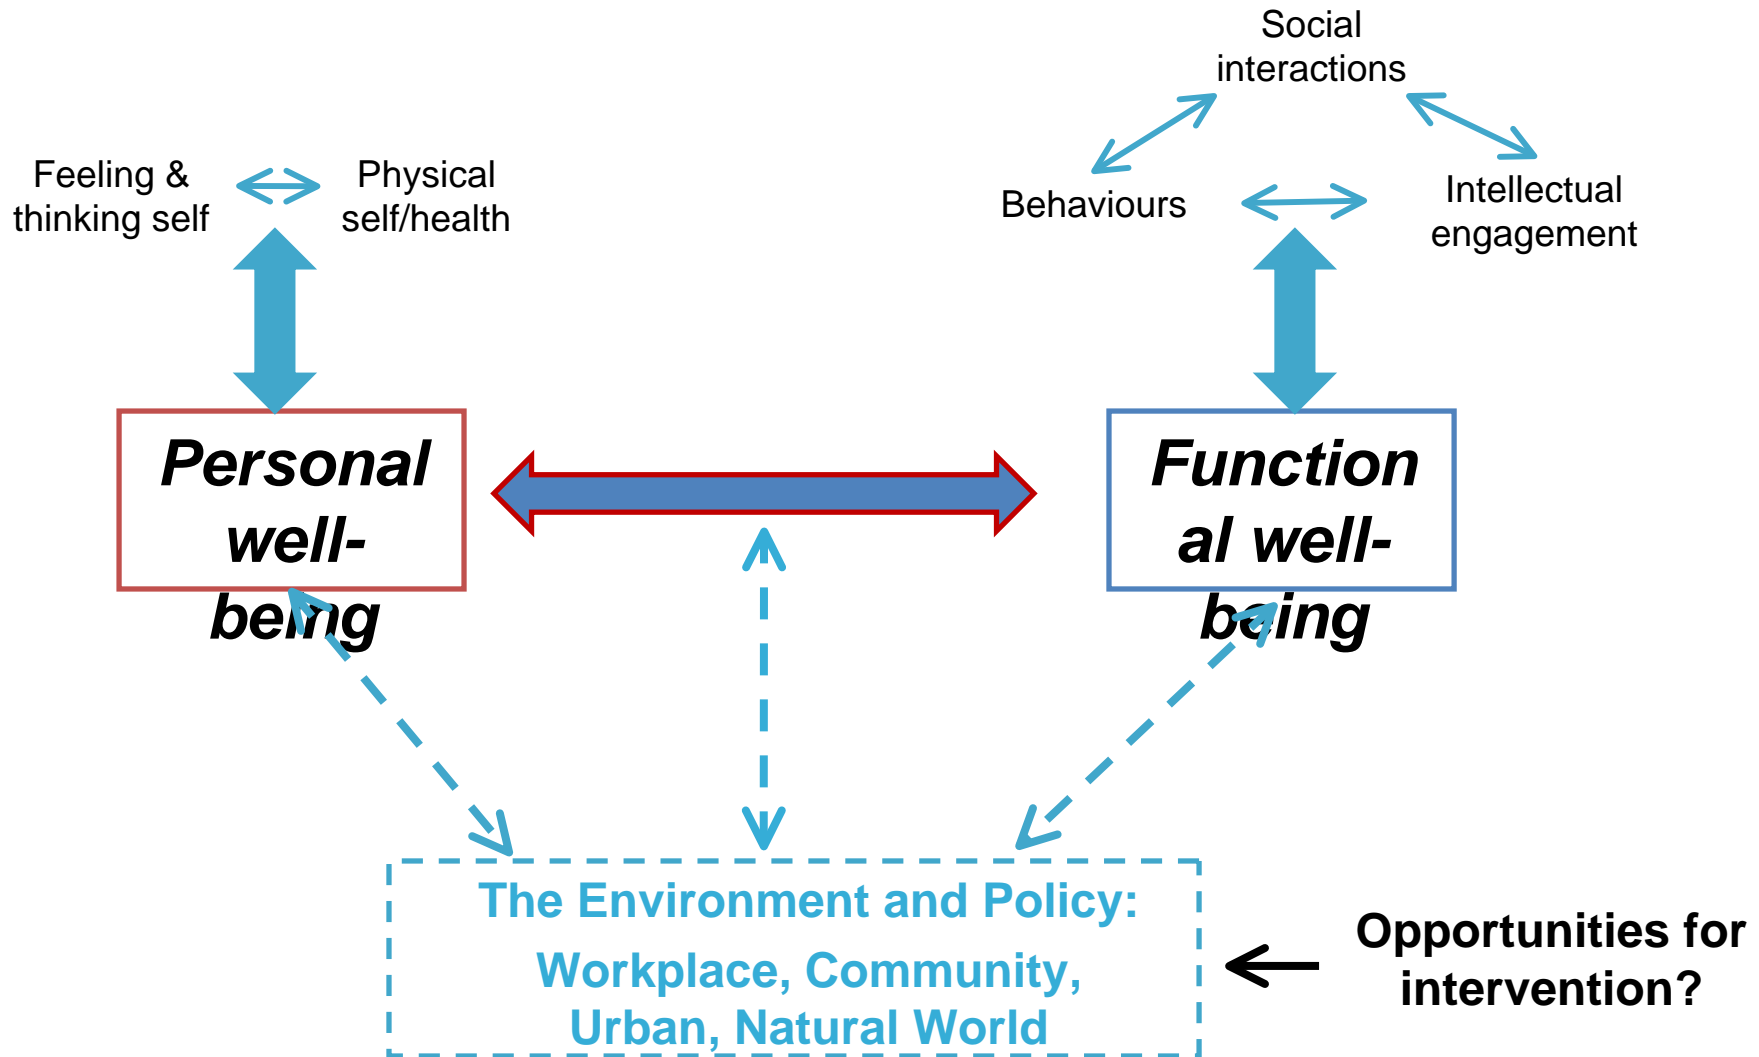 Social
interactions
Feeling &
thinking self
Physical
self/health
Behaviours
Intellectual
engagement
Personal
well-
being
Function
al well-
being
The Environment and Policy:
Workplace, Community,
Urban, Natural World
Opportunities for
intervention?